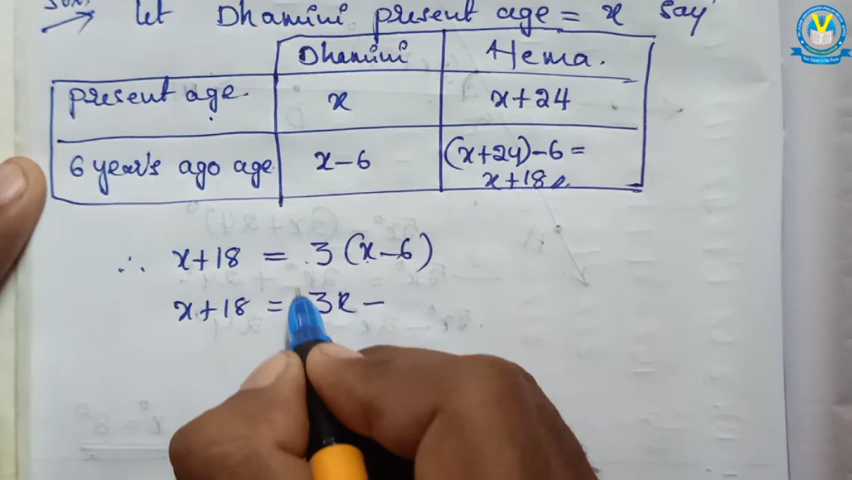 let Dhamini present age = x say
Dhamini Hema.
present age. x x+24
6 year's ago age x-6 (x+24)-6 =
x+18
∴ x+18 = 3(x-6)
x+18 = 3x -